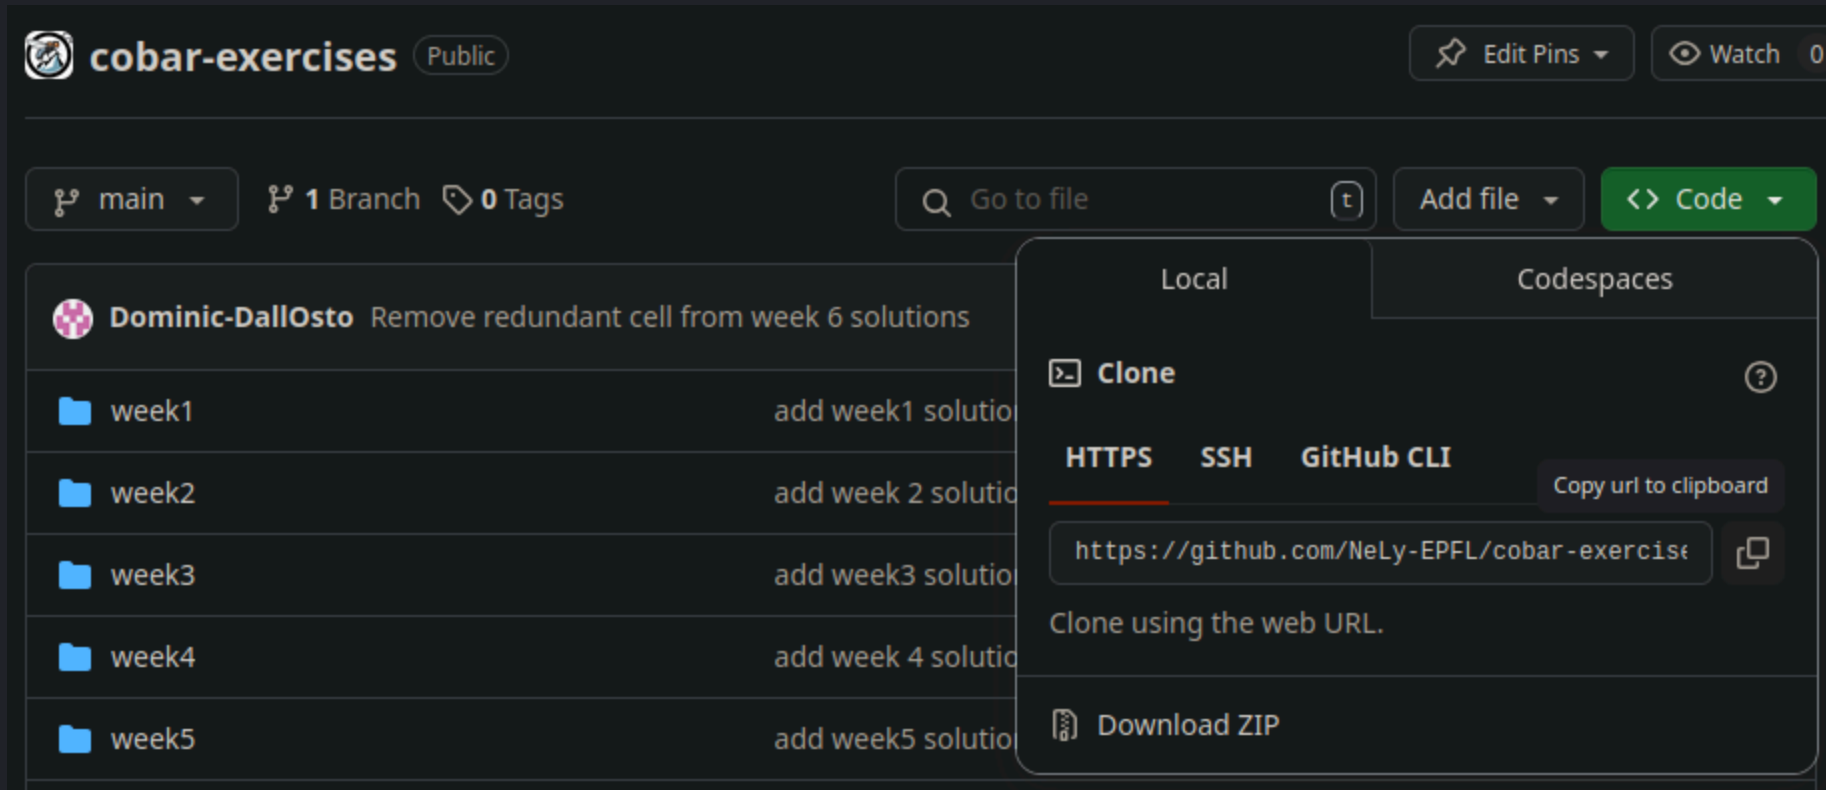 cobar-exercises Public
Edit Pins
Watch 0
main
1 Branch
0 Tags
Go to file t
Add file
<> Code
Local
Codespaces
Dominic-DallOsto Remove redundant cell from week 6 solutions
Clone
?
week1 add week1 solutio
HTTPS SSH GitHub CLI
Copy url to clipboard
week2 add week 2 solutio
https://github.com/NeLy-EPFL/cobar-exercise
week3 add week3 solutio
Clone using the web URL.
week4 add week 4 solutio
Download ZIP
week5 add week5 solutio